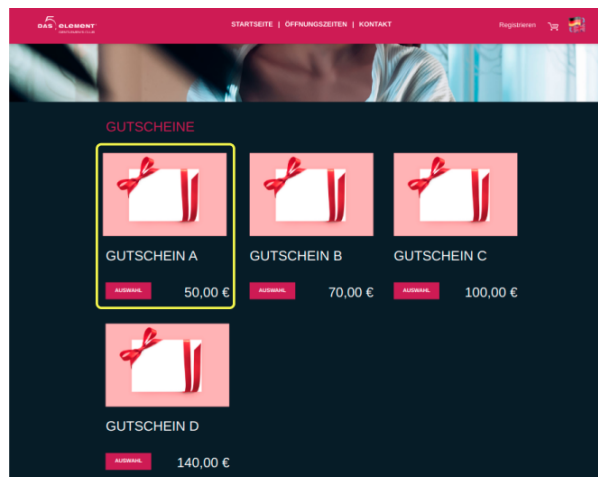 DAS ELEMENT
STARTSEITE | ÖFFNUNGSZEITEN | KONTAKT
Registrieren
GUTSCHEINE
GUTSCHEIN A
AUSWAHL 50,00 €
GUTSCHEIN B
AUSWAHL 70,00 €
GUTSCHEIN C
AUSWAHL 100,00 €
GUTSCHEIN D
AUSWAHL 140,00 €